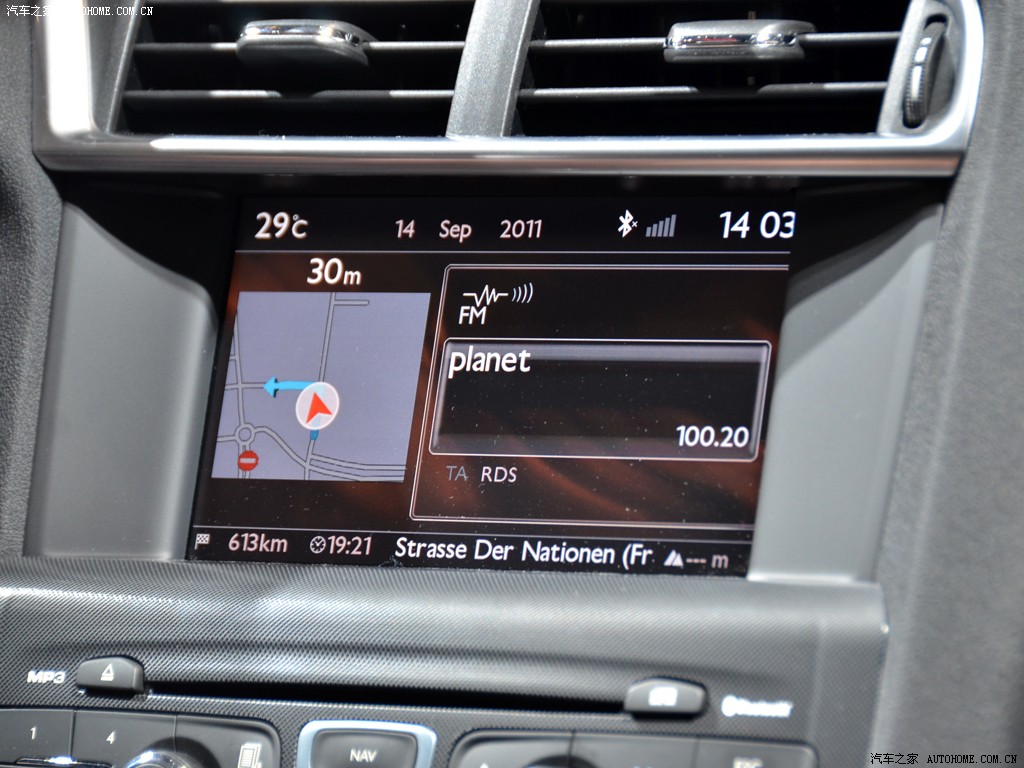 汽车之家 AUTOHOME.COM.CN
29°C 14 Sep 2011 14 03
30m
FM
planet
100.20
TA RDS
613km 19:21 Strasse Der Nationen (Fr --- m
MP3 Bluetooth
1 4 NAV ESC
汽车之家 AUTOHOME.COM.CN